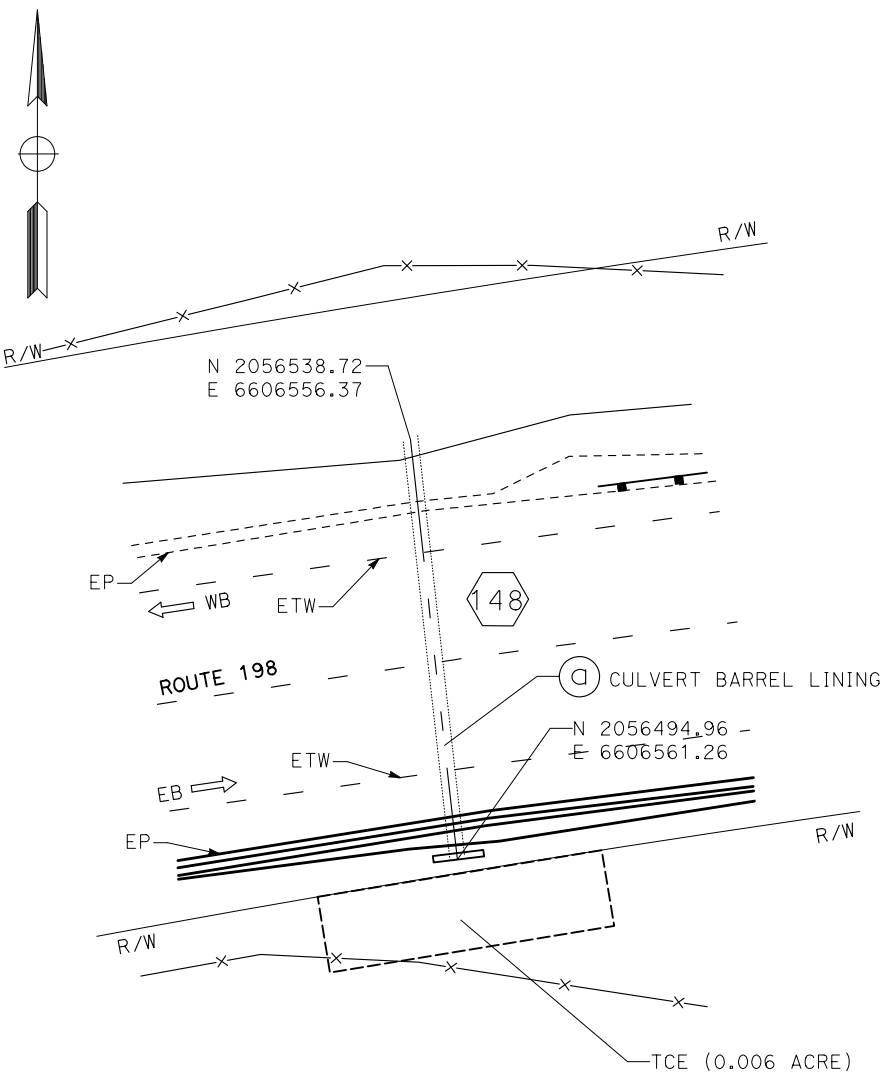 R/W
R/W
N 2056538.72
E 6606556.37
EP
WB
ETW
148
ROUTE 198
a CULVERT BARREL LINING
N 2056494.96
E 6606561.26
ETW
EB
EP
R/W
R/W
TCE (0.006 ACRE)